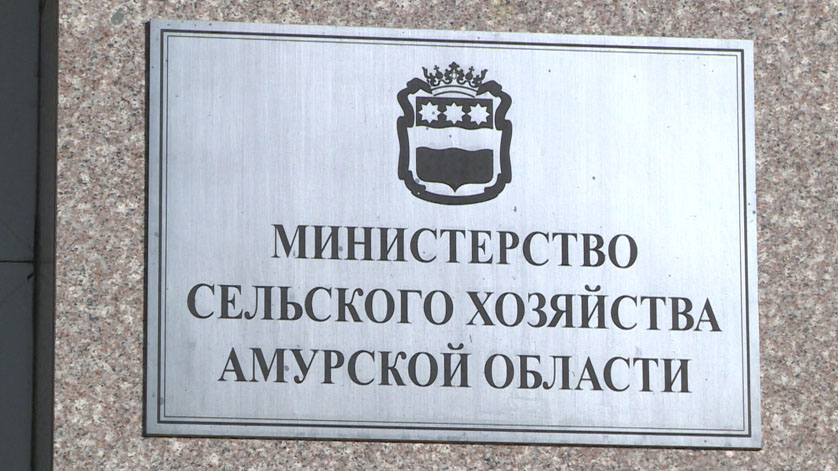 МИНИСТЕРСТВО
СЕЛЬСКОГО ХОЗЯЙСТВА
АМУРСКОЙ ОБЛАСТИ